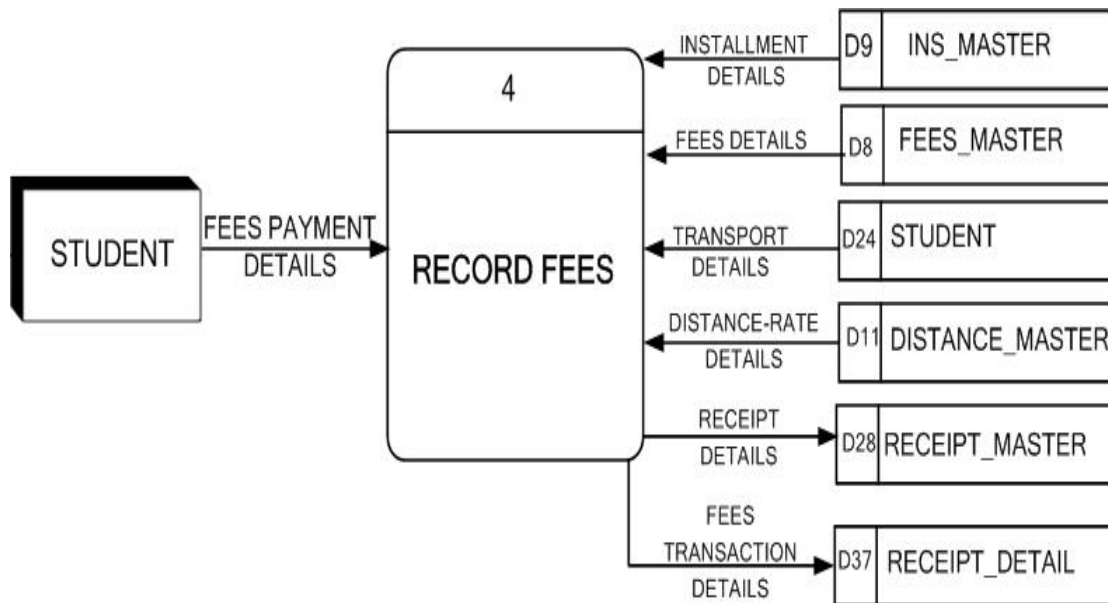 INSTALLMENT
DETAILS
D9
INS_MASTER
4
FEES DETAILS
D8
FEES_MASTER
STUDENT
FEES PAYMENT
DETAILS
RECORD FEES
TRANSPORT
DETAILS
D24
STUDENT
DISTANCE-RATE
DETAILS
D11
DISTANCE_MASTER
RECEIPT
DETAILS
D28
RECEIPT_MASTER
FEES
TRANSACTION
DETAILS
D37
RECEIPT_DETAIL